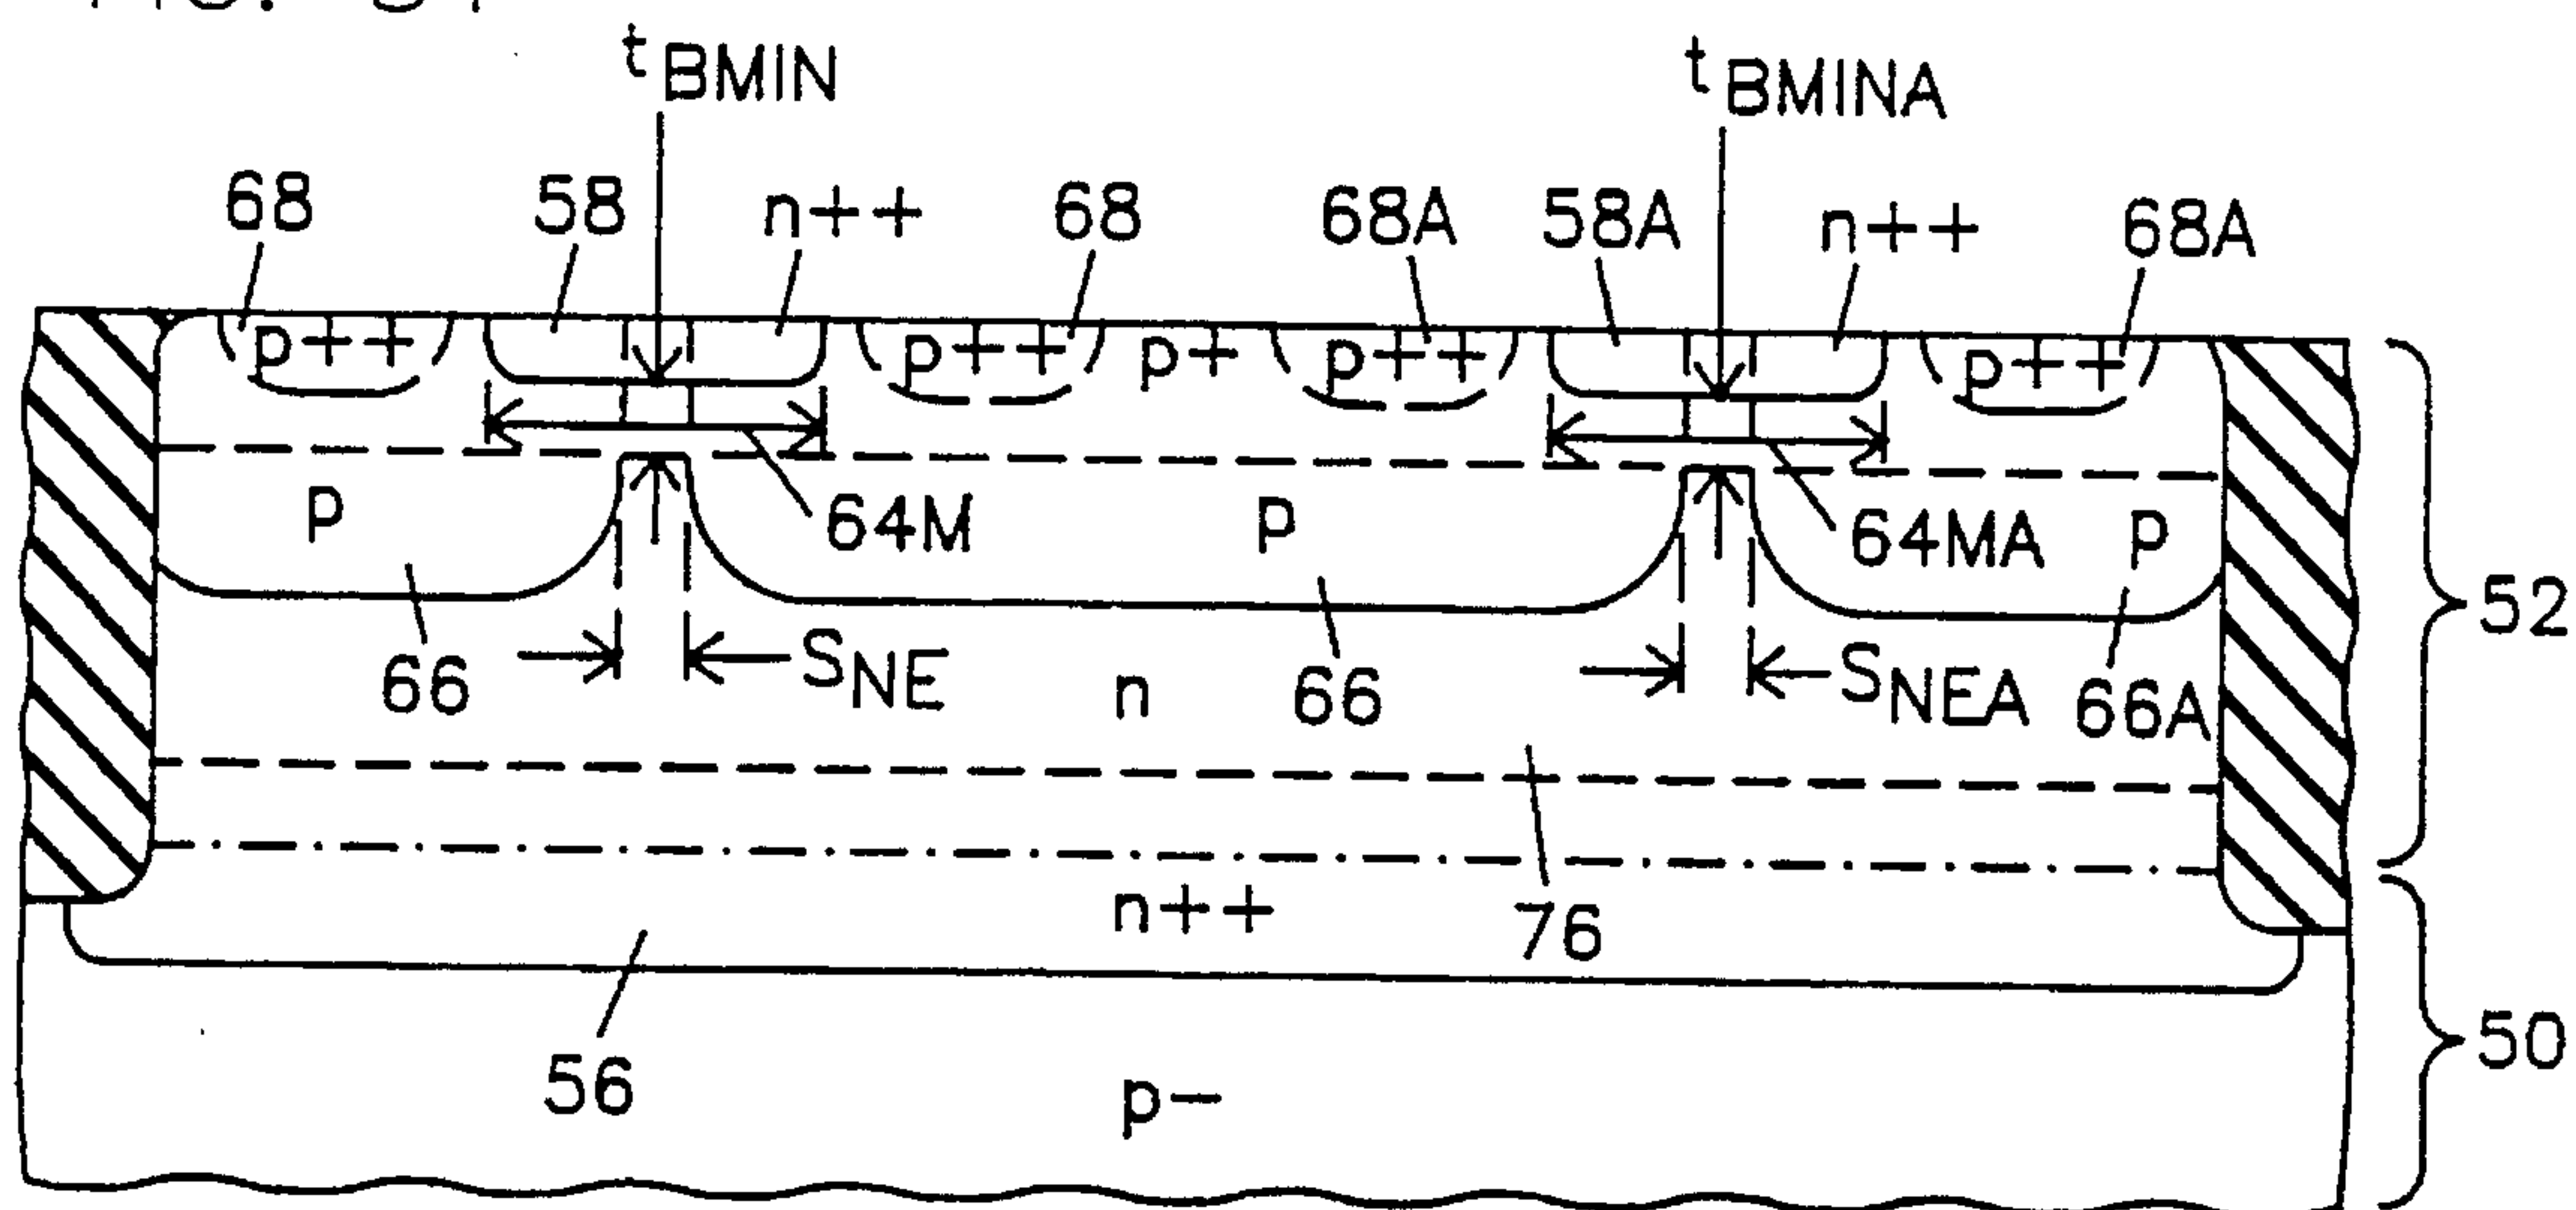 tBMIN tBMINA
68 58 n++ 68 68A 58A n++ 68A
p++ p++ p+ p++ p++
p 64M p 64MA p
52
66 SNE n 66 SNEA 66A
n++ 76
56 p- 50